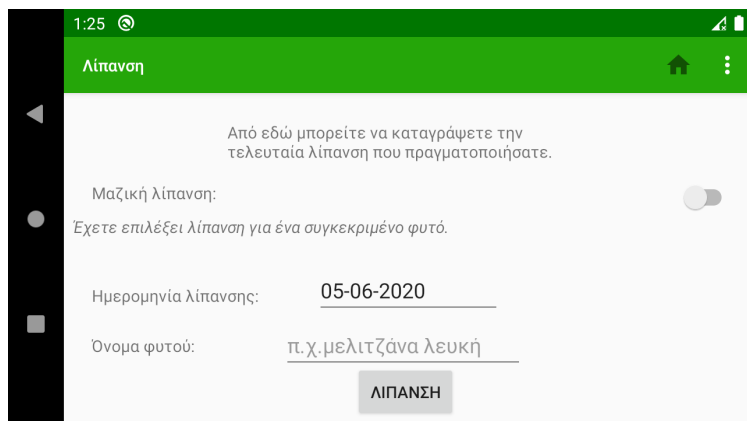 1:25
Λίπανση
Από εδώ μπορείτε να καταγράψετε την
τελευταία λίπανση που πραγματοποιήσατε.
Μαζική λίπανση:
Έχετε επιλέξει λίπανση για ένα συγκεκριμένο φυτό.
Ημερομηνία λίπανσης: 05-06-2020
Όνομα φυτού: π.χ.μελιτζάνα λευκή
ΛΙΠΑΝΣΗ